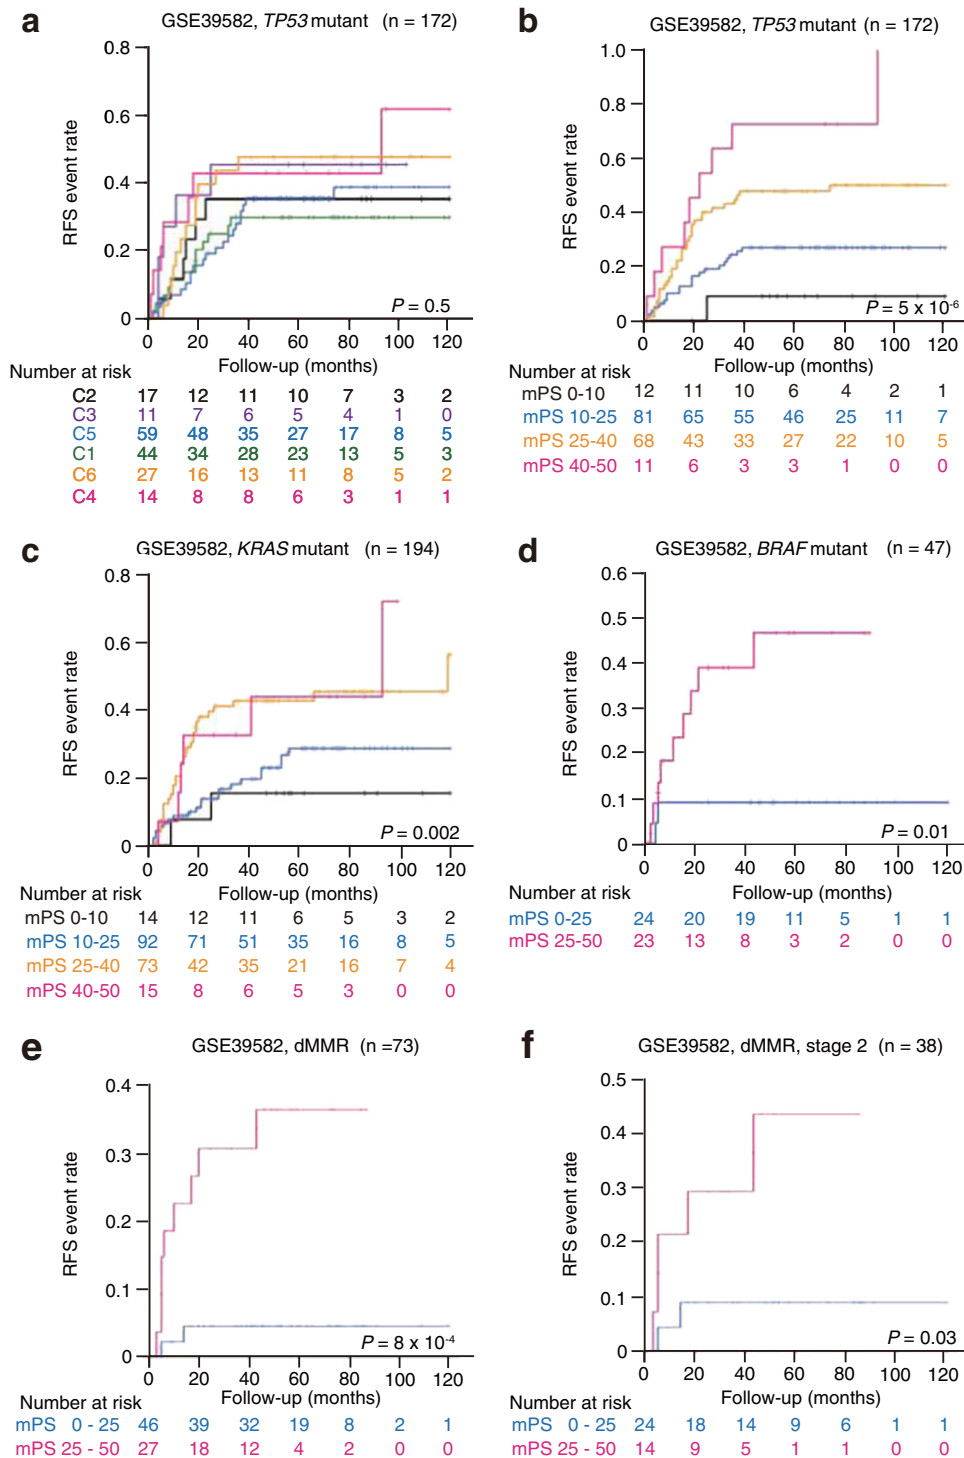 a
GSE39582, TP53 mutant (n = 172)
0.8
0.6
0.4
0.2
0
RFS event rate
P = 0.5
0 20 40 60 80 100 120
Follow-up (months)
Number at risk
C2 17 12 11 10 7 3 2
C3 11 7 6 5 4 1 0
C5 59 48 35 27 17 8 5
C1 44 34 28 23 13 5 3
C6 27 16 13 11 8 5 2
C4 14 8 8 6 3 1 1
b
GSE39582, TP53 mutant (n = 172)
1.0
0.8
0.6
0.4
0.2
0
RFS event rate
P = 5 x 10-6
0 20 40 60 80 100 120
Follow-up (months)
Number at risk
mPS 0-10 12 11 10 6 4 2 1
mPS 10-25 81 65 55 46 25 11 7
mPS 25-40 68 43 33 27 22 10 5
mPS 40-50 11 6 3 3 1 0 0
c
GSE39582, KRAS mutant (n = 194)
0.8
0.6
0.4
0.2
0
RFS event rate
P = 0.002
0 20 40 60 80 100 120
Follow-up (months)
Number at risk
mPS 0-10 14 12 11 6 5 3 2
mPS 10-25 92 71 51 35 16 8 5
mPS 25-40 73 42 35 21 16 7 4
mPS 40-50 15 8 6 5 3 0 0
d
GSE39582, BRAF mutant (n = 47)
0.6
0.5
0.4
0.3
0.2
0.1
0
RFS event rate
P = 0.01
0 20 40 60 80 100 120
Follow-up (months)
Number at risk
mPS 0-25 24 20 19 11 5 1 1
mPS 25-50 23 13 8 3 2 0 0
e
GSE39582, dMMR (n =73)
0.4
0.3
0.2
0.1
0
RFS event rate
P = 8 x 10-4
0 20 40 60 80 100 120
Follow-up (months)
Number at risk
mPS 0 - 25 46 39 32 19 8 2 1
mPS 25 - 50 27 18 12 4 2 0 0
f
GSE39582, dMMR, stage 2 (n = 38)
0.5
0.4
0.3
0.2
0.1
0
RFS event rate
P = 0.03
0 20 40 60 80 100 120
Follow-up (months)
Number at risk
mPS 0 - 25 24 18 14 9 6 1 1
mPS 25 - 50 14 9 5 1 1 0 0